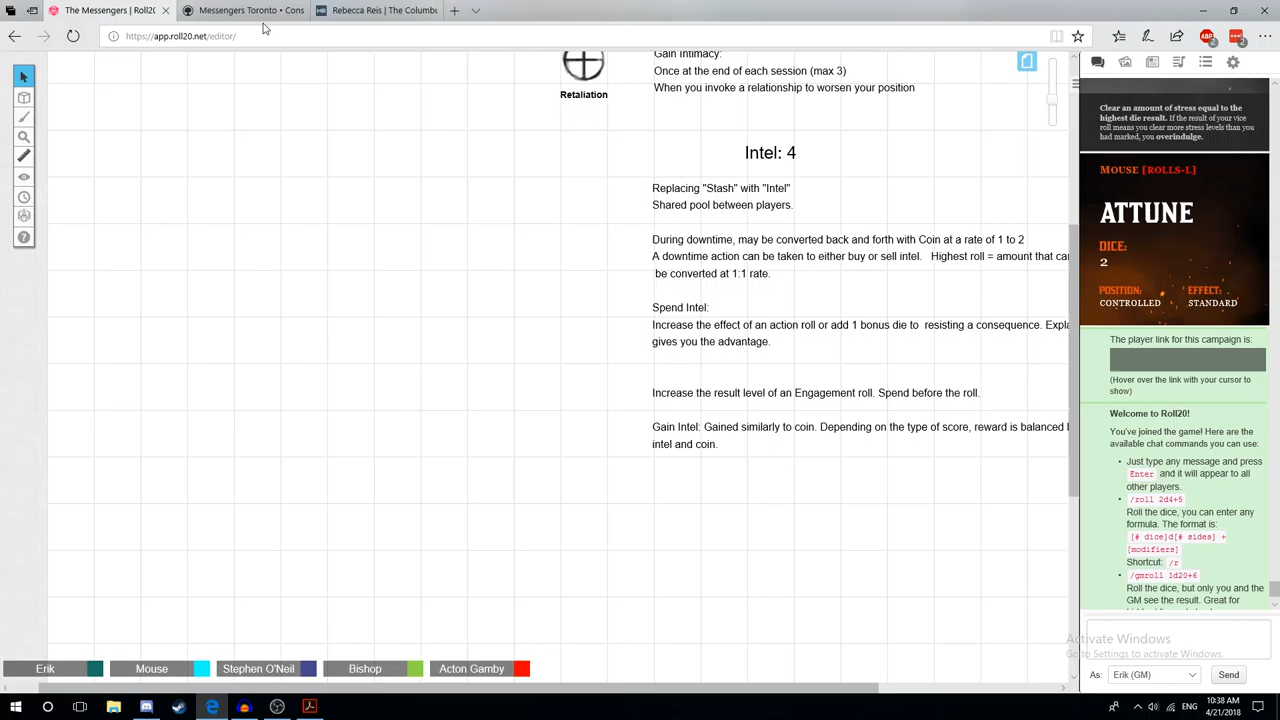 The Messengers | Roll20
Messengers Toronto • Cons
Rebecca Reis | The Columbu
https://app.roll20.net/editor/
ABP
2
2
Gain Intimacy:
Once at the end of each session (max 3)
When you invoke a relationship to worsen your position
Retaliation
Intel: 4
Replacing "Stash" with "Intel"
Shared pool between players.
During downtime, may be converted back and forth with Coin at a rate of 1 to 2
A downtime action can be taken to either buy or sell intel. Highest roll = amount that can
be converted at 1:1 rate.
Spend Intel:
Increase the effect of an action roll or add 1 bonus die to resisting a consequence. Expla
gives you the advantage.
Increase the result level of an Engagement roll. Spend before the roll.
Gain Intel: Gained similarly to coin. Depending on the type of score, reward is balanced b
intel and coin.
Erik
Mouse
Stephen O'Neil
Bishop
Acton Gamby
Clear an amount of stress equal to the
highest die result. If the result of your vice
roll means you clear more stress levels than you
had marked, you overindulge.
MOUSE [ROLLS-L]
ATTUNE
DICE:
2
POSITION:
EFFECT:
CONTROLLED
STANDARD
The player link for this campaign is:
(Hover over the link with your cursor to
show)
Welcome to Roll20!
You've joined the game! Here are the
available chat commands you can use:
• Just type any message and press
Enter and it will appear to all
other players.
• /roll 2d4+5
Roll the dice, you can enter any
formula. The format is:
[# dice]d[# sides] +
[modifiers]
Shortcut: /r
• /gmroll 1d20+6
Roll the dice, but only you and the
GM see the result. Great for
Activate Windows
Go to Settings to activate Windows.
As:
Erik (GM)
Send
ENG
10:38 AM
4/21/2018